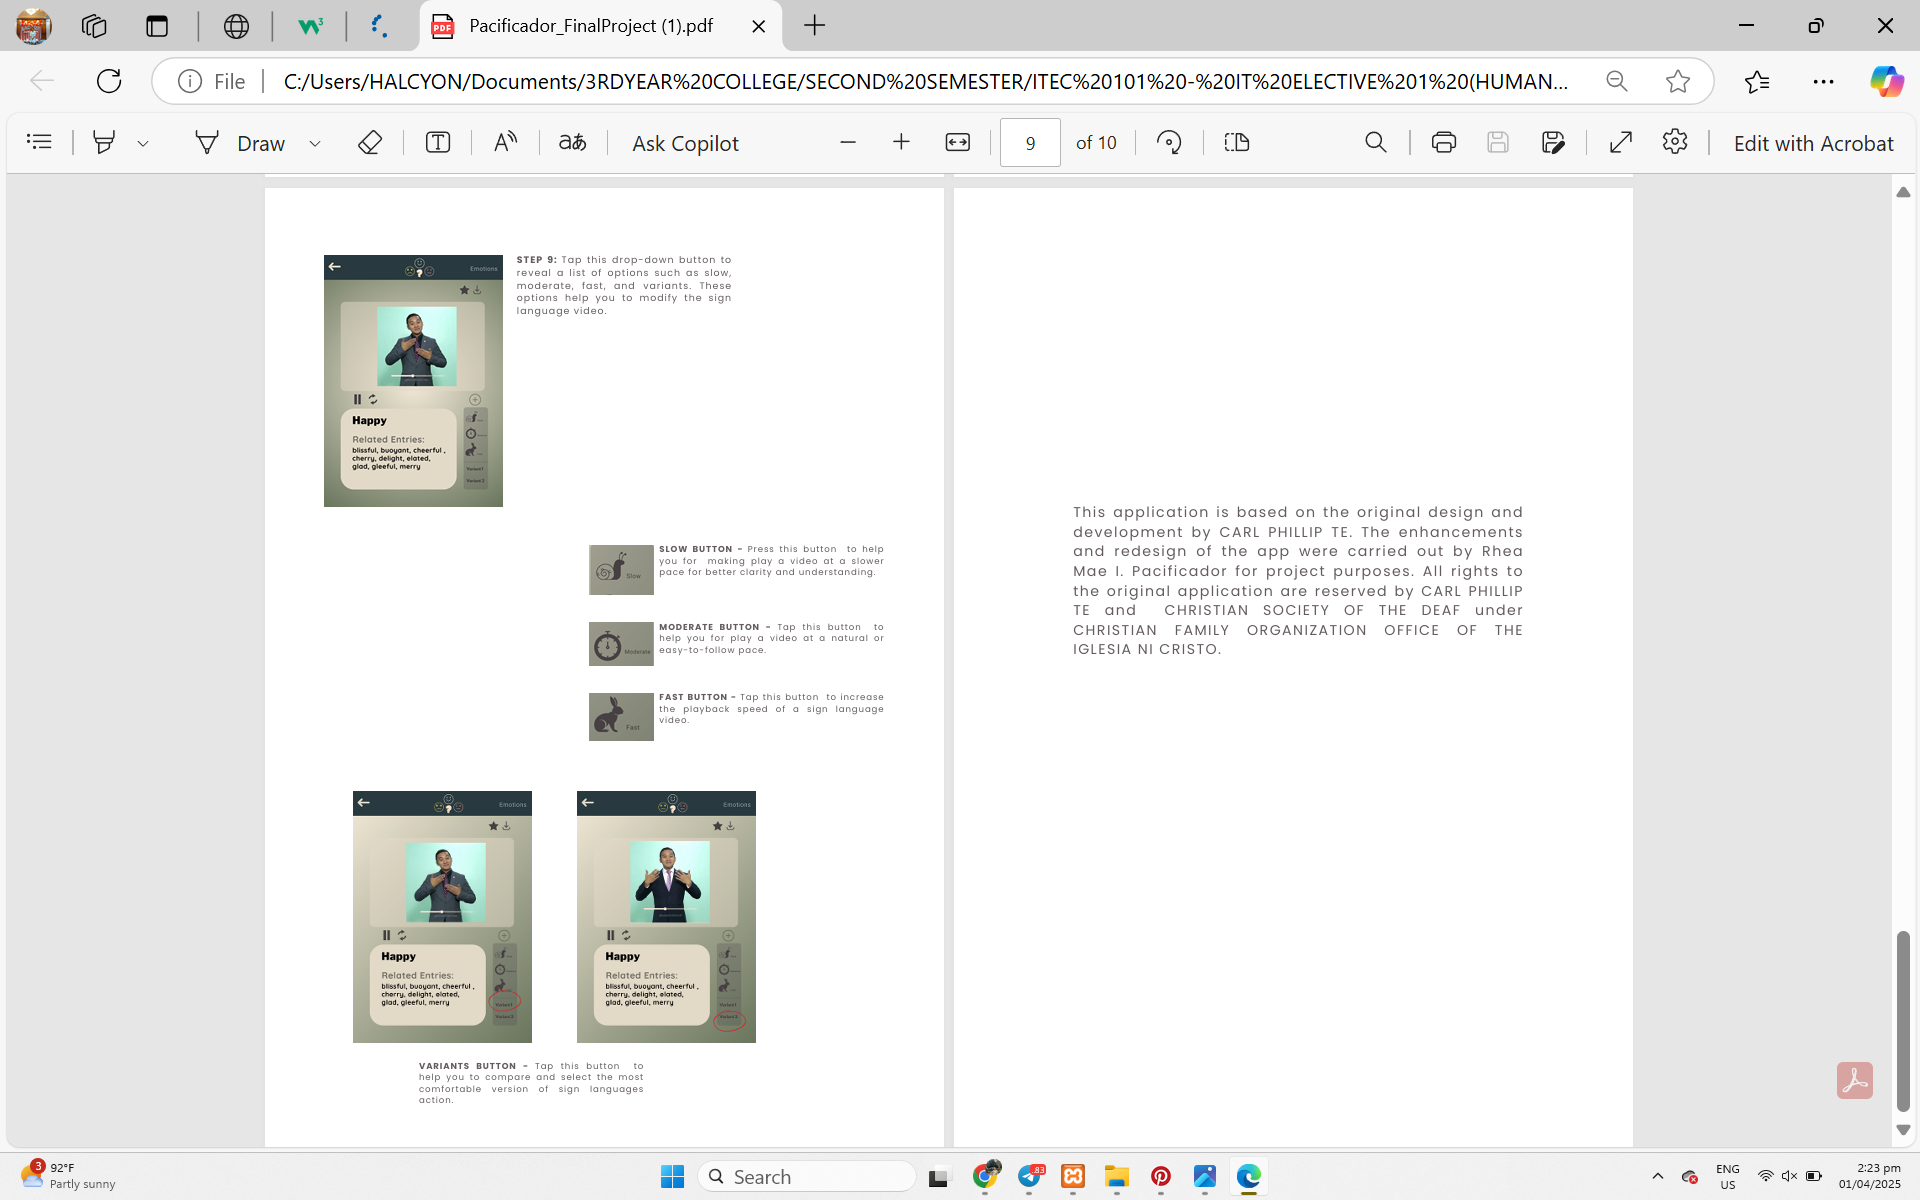 Pacificador_FinalProject (1).pdf
File
C:/Users/HALCYON/Documents/3RDYEAR%20COLLEGE/SECOND%20SEMESTER/ITEC%20101%20-%20IT%20ELECTIVE%201%20(HUMAN...
Draw
Ask Copilot
9
of 10
Edit with Acrobat
Emotions
Happy
Related Entries:
blissful, buoyant, cheerful ,
cherry, delight, elated,
glad, gleeful, merry
Variant 1
Variant 2
STEP 9: Tap this drop-down button to
reveal a list of options such as slow,
moderate, fast, and variants. These
options help you to modify the sign
language video.
Slow
SLOW BUTTON - Press this button to help
you for making play a video at a slower
pace for better clarity and understanding.
Moderate
MODERATE BUTTON - Tap this button to
help you for play a video at a natural or
easy-to-follow pace.
Fast
FAST BUTTON - Tap this button to increase
the playback speed of a sign language
video.
Emotions
Happy
Related Entries:
blissful, buoyant, cheerful ,
cherry, delight, elated,
glad, gleeful, merry
Variant 1
Variant 2
Emotions
Happy
Related Entries:
blissful, buoyant, cheerful ,
cherry, delight, elated,
glad, gleeful, merry
Variant 1
Variant 2
VARIANTS BUTTON - Tap this button to
help you to compare and select the most
comfortable version of sign languages
action.
This application is based on the original design and
development by CARL PHILLIP TE. The enhancements
and redesign of the app were carried out by Rhea
Mae I. Pacificador for project purposes. All rights to
the original application are reserved by CARL PHILLIP
TE and CHRISTIAN SOCIETY OF THE DEAF under
CHRISTIAN FAMILY ORGANIZATION OFFICE OF THE
IGLESIA NI CRISTO.
3
92°F
Partly sunny
Search
83
ENG
US
2:23 pm
01/04/2025